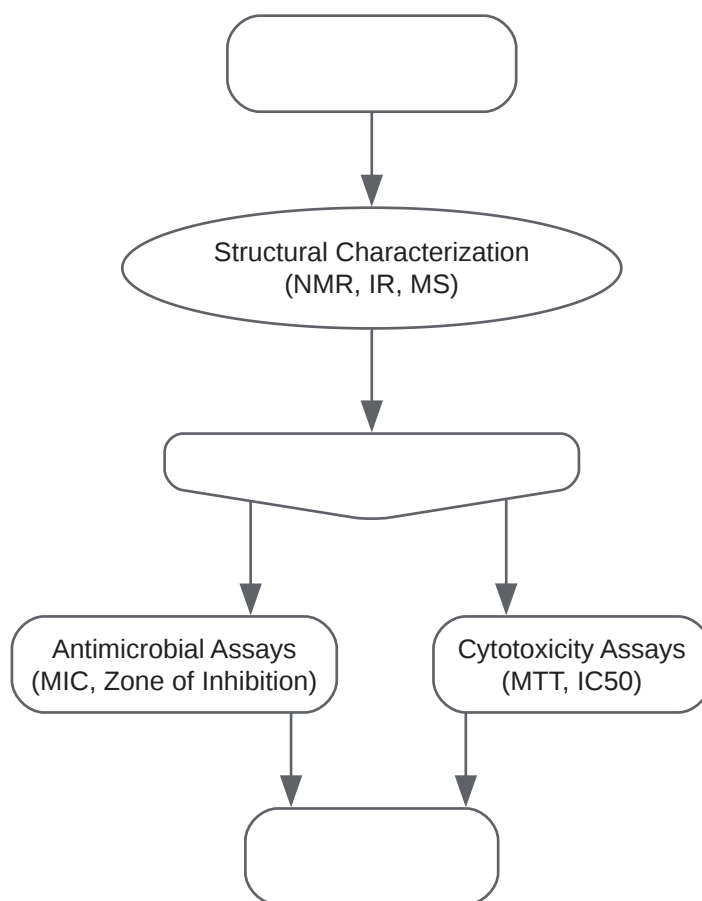 Structural Characterization
(NMR, IR, MS)
Antimicrobial Assays
(MIC, Zone of Inhibition)
Cytotoxicity Assays
(MTT, IC50)